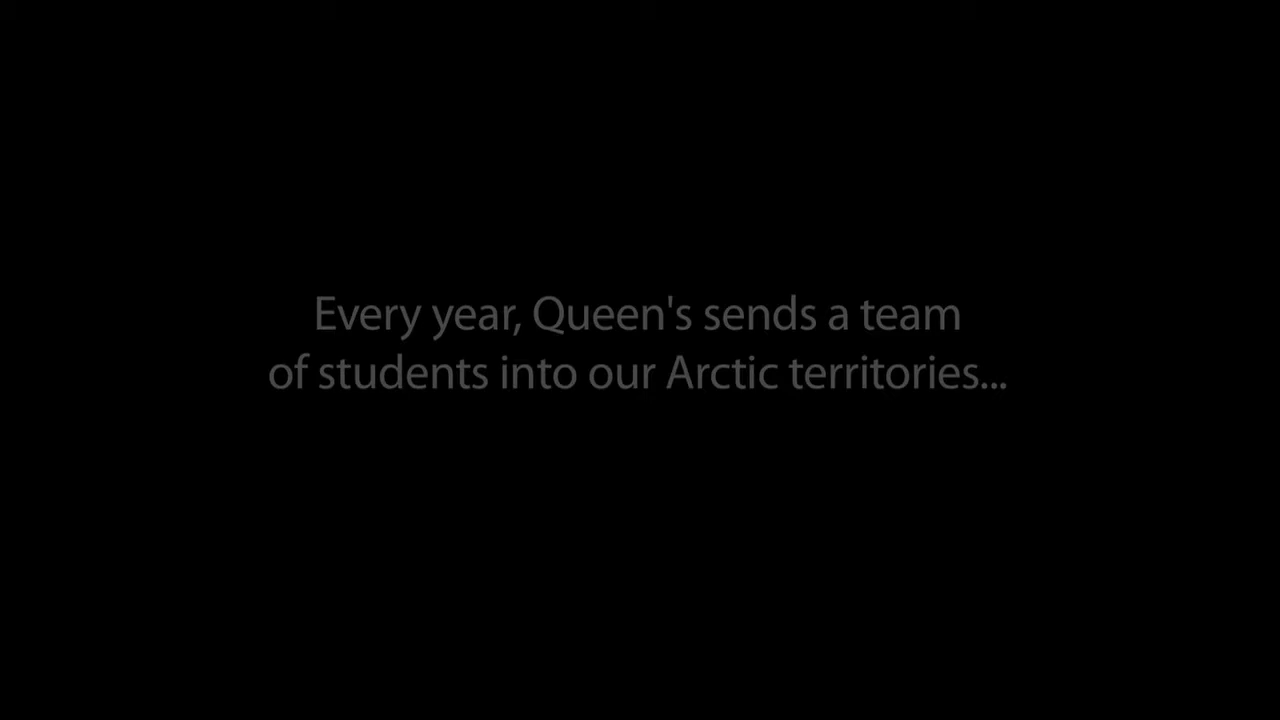 Every year, Queen's sends a team
of students into our Arctic territories...